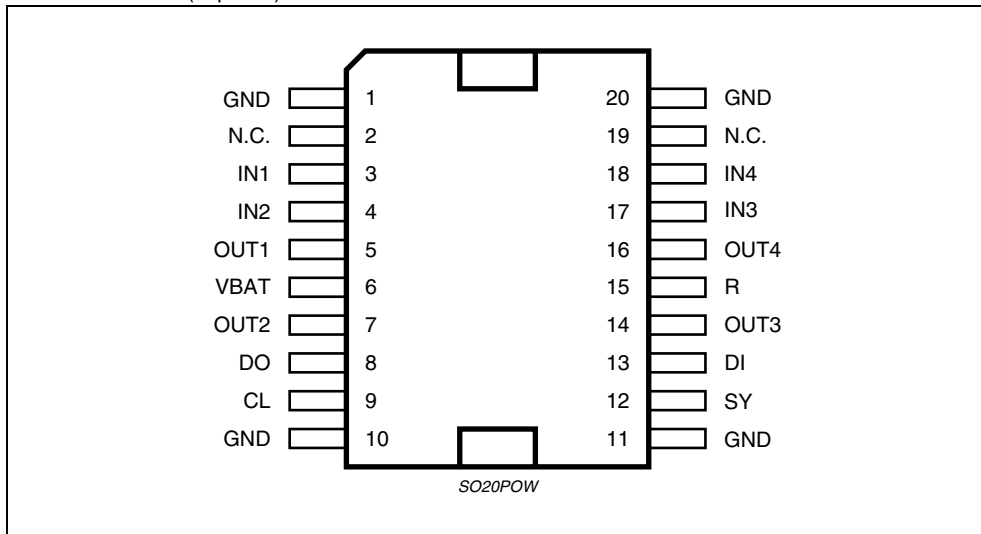 GND 1 20 GND
N.C. 2 19 N.C.
IN1 3 18 IN4
IN2 4 17 IN3
OUT1 5 16 OUT4
VBAT 6 15 R
OUT2 7 14 OUT3
DO 8 13 DI
CL 9 12 SY
GND 10 11 GND
SO20POW